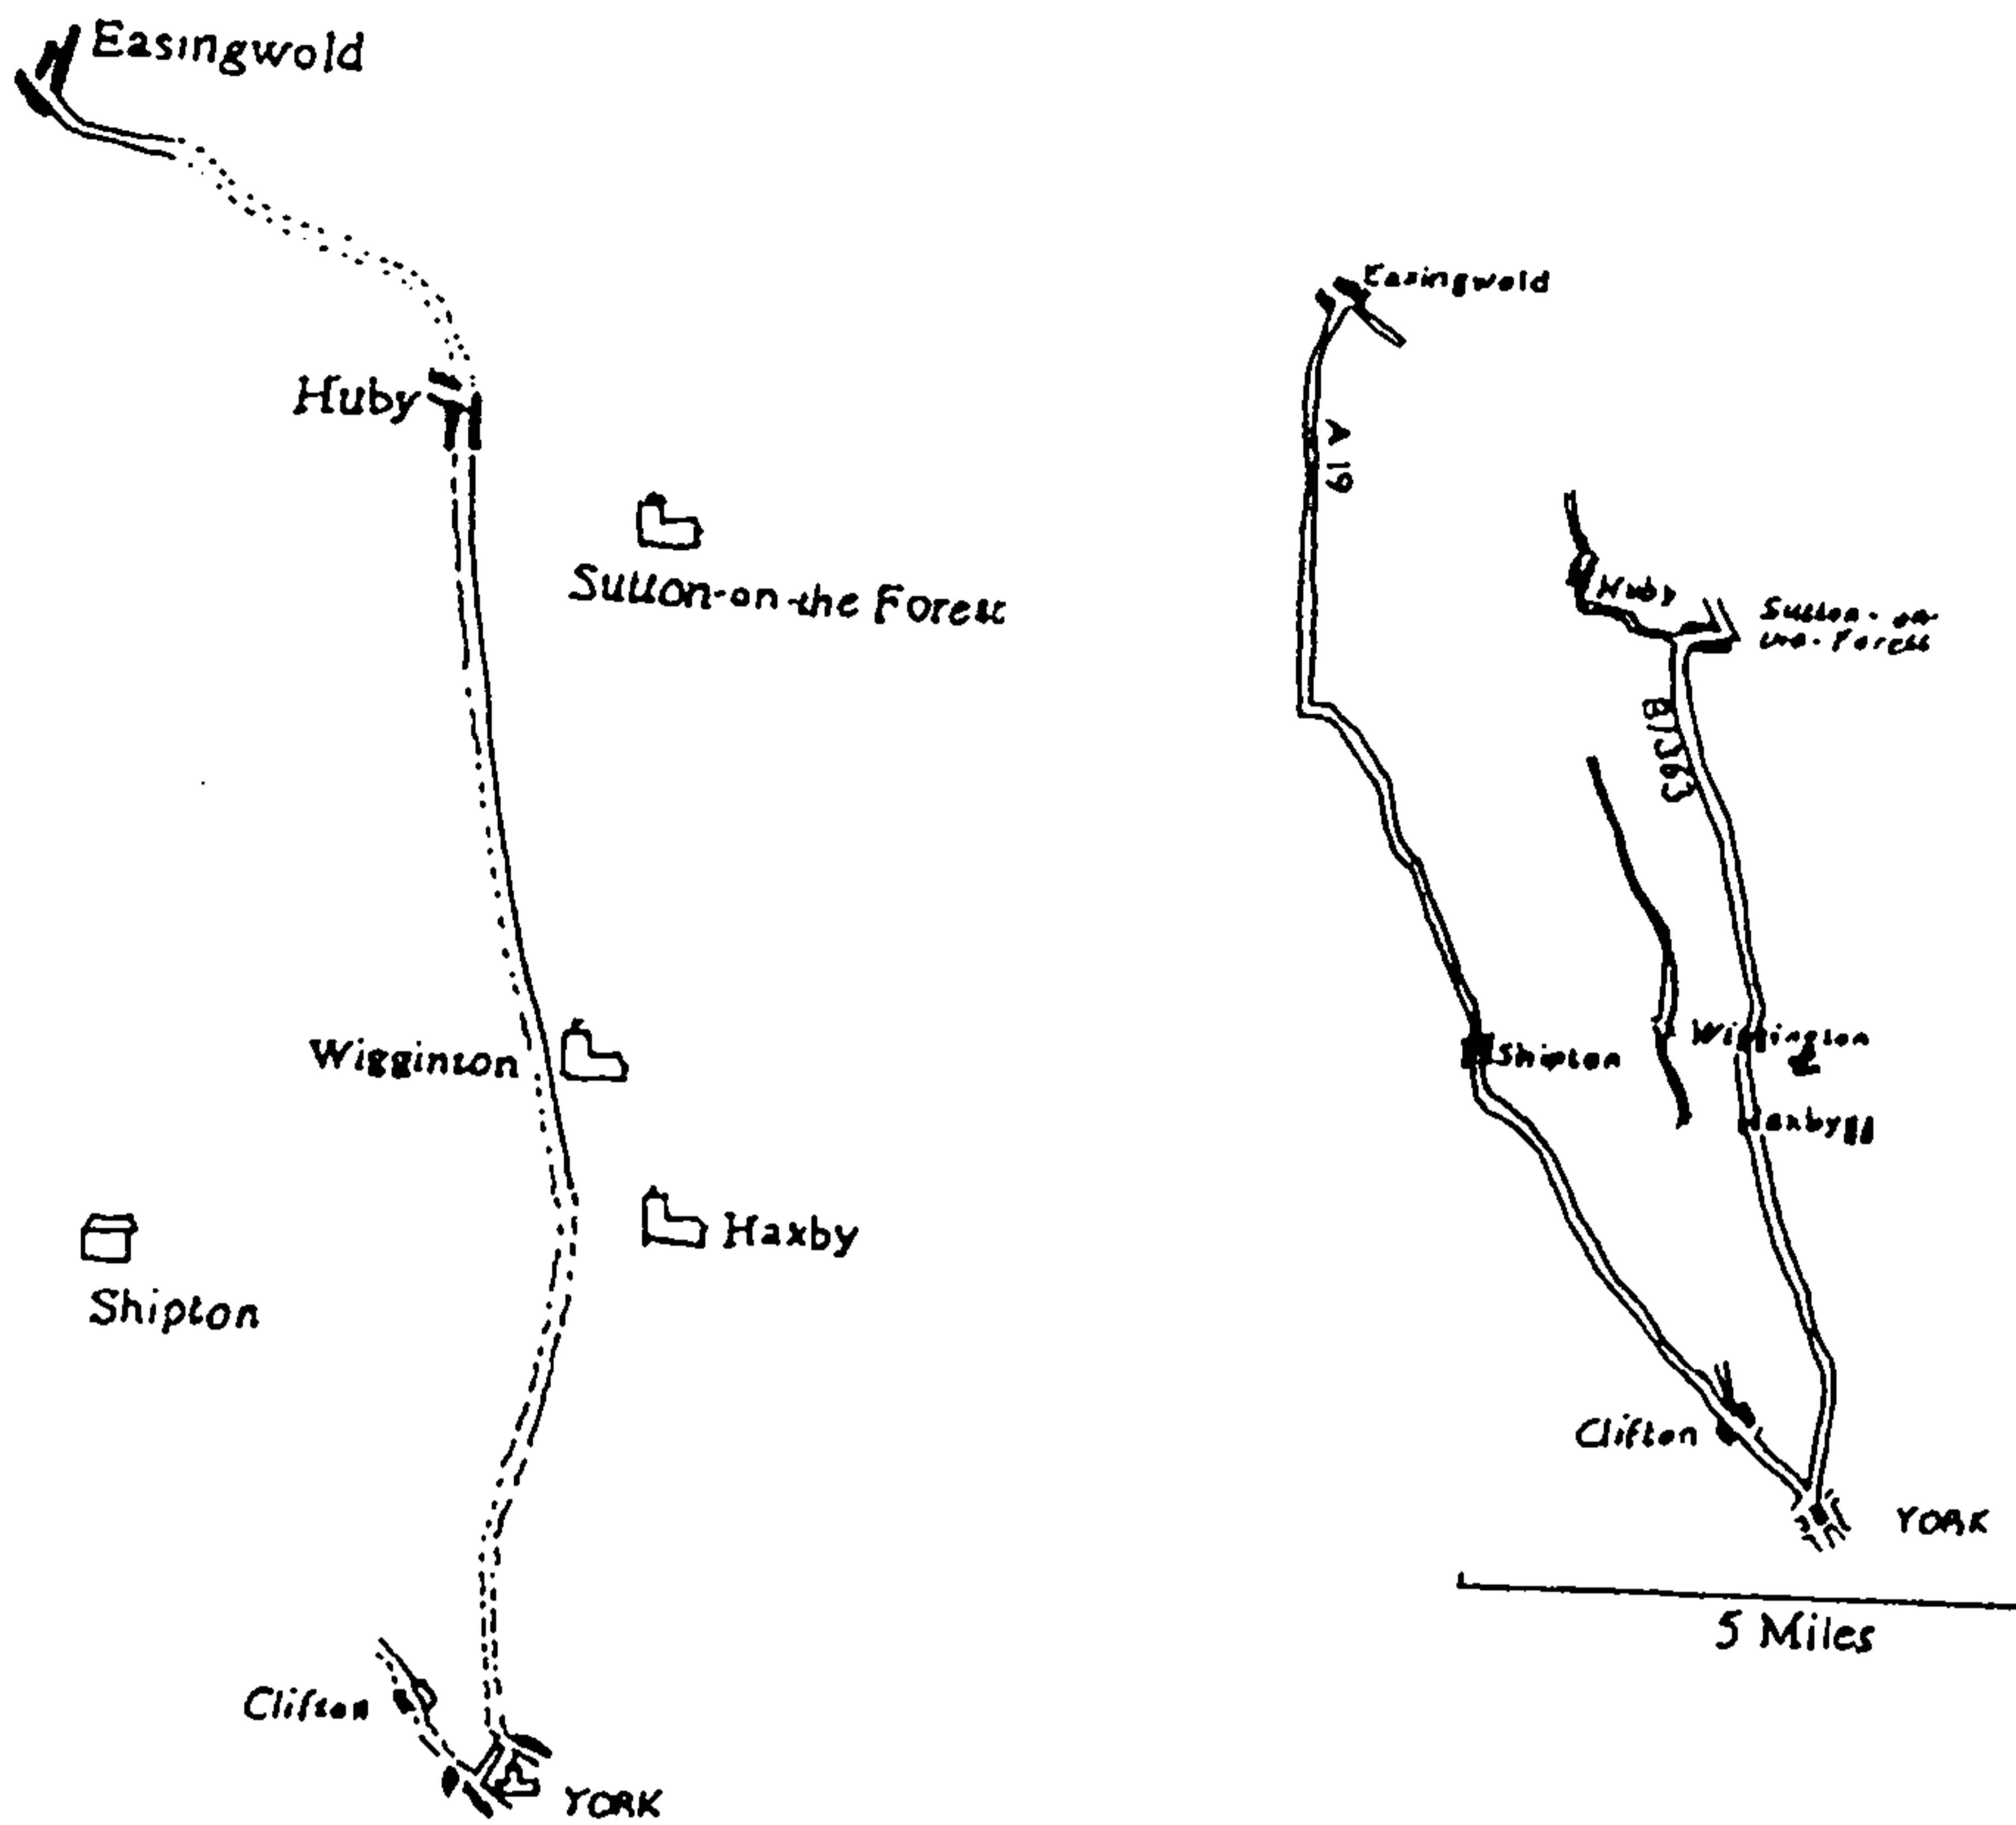 Easingwold
Huby
Sutton-on-the Forest
Wigginton
Haxby
Shipton
Clifton
YORK
Easingwold
A 19
Huby
Sutton-on-
the-Forest
B1363
Wigginton
Shipton
Haxby
Clifton
YORK
5 Miles